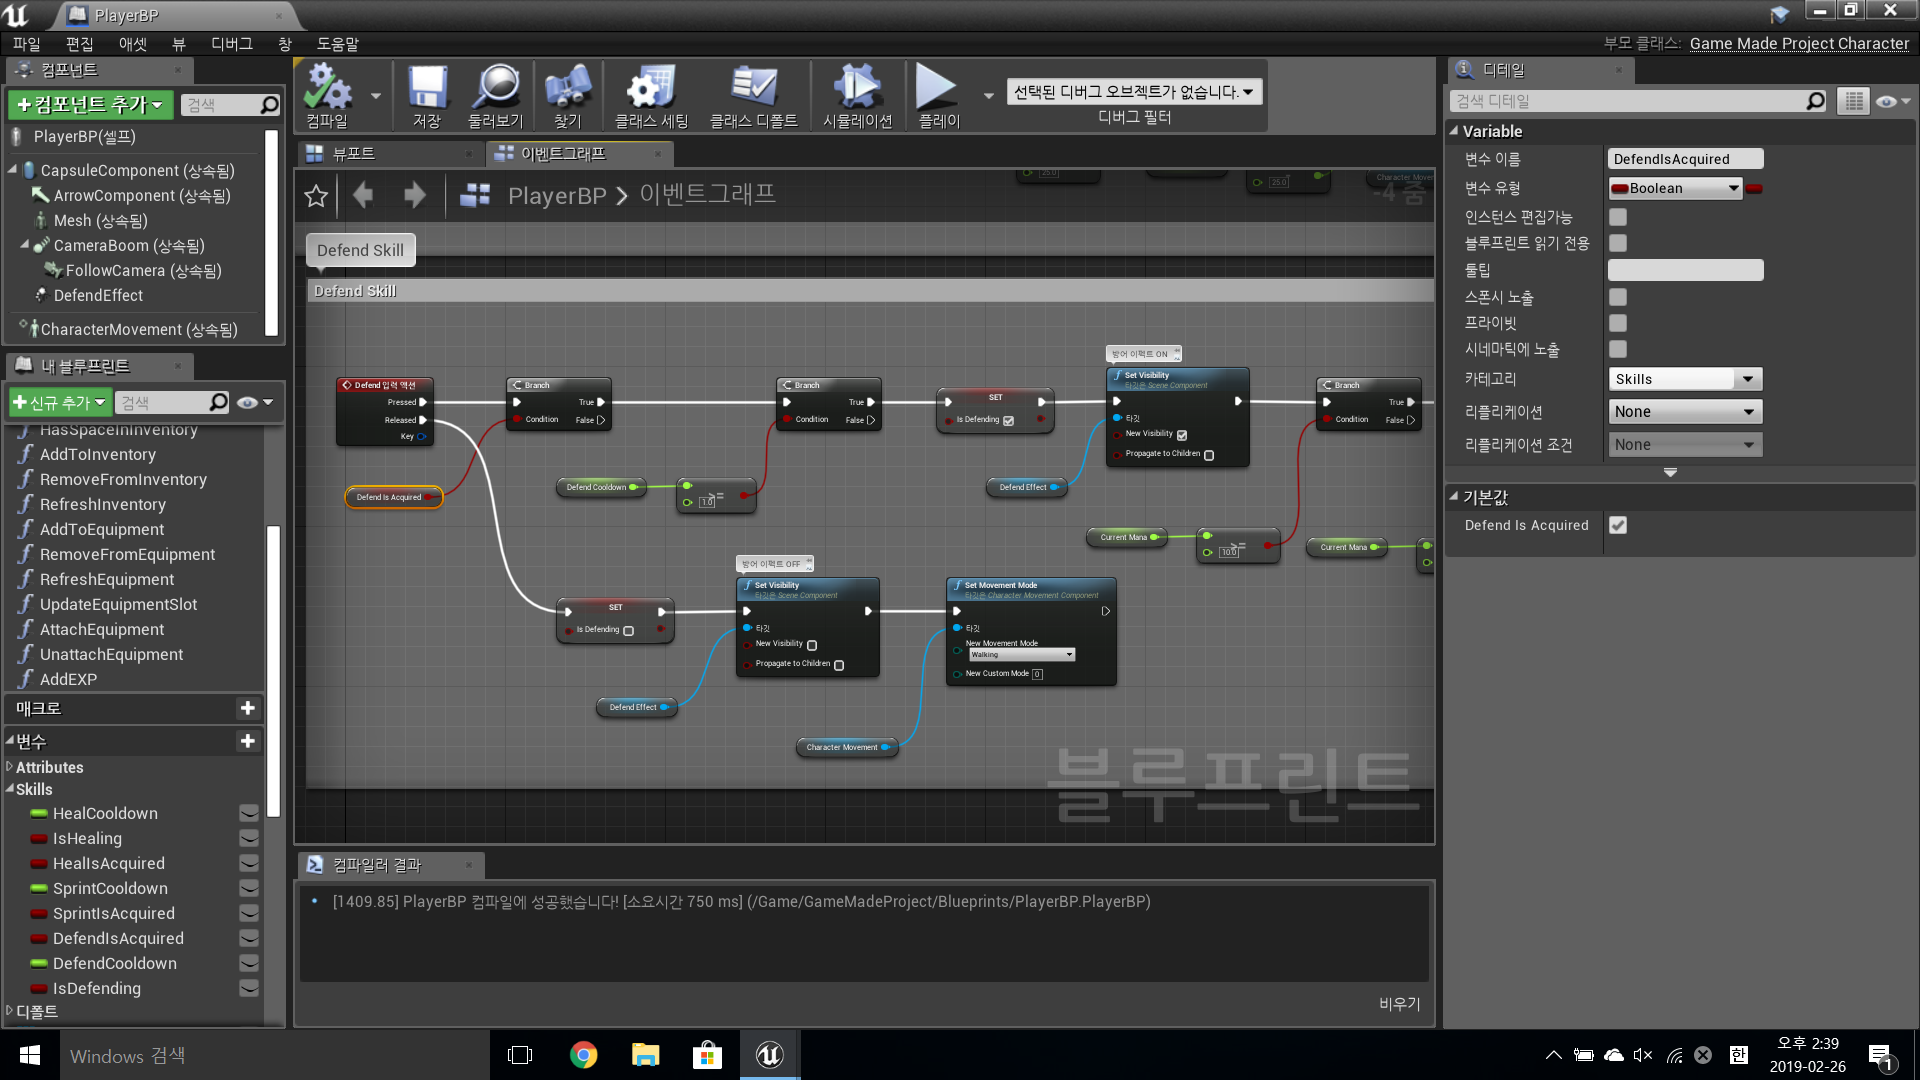 PlayerBP
파일 편집 애셋 뷰 디버그 창 도움말
부모 클래스: Game Made Project Character
컴포넌트
+컴포넌트 추가
검색
PlayerBP(셀프)
CapsuleComponent (상속됨)
ArrowComponent (상속됨)
Mesh (상속됨)
CameraBoom (상속됨)
FollowCamera (상속됨)
DefendEffect
CharacterMovement (상속됨)
내 블루프린트
+신규 추가
검색
HasSpaceInInventory
AddToInventory
RemoveFromInventory
RefreshInventory
AddToEquipment
RemoveFromEquipment
RefreshEquipment
UpdateEquipmentSlot
AttachEquipment
UnattachEquipment
AddEXP
매크로
변수
Attributes
Skills
HealCooldown
IsHealing
HealIsAcquired
SprintCooldown
SprintIsAcquired
DefendIsAcquired
DefendCooldown
IsDefending
디폴트
컴파일
저장
둘러보기
찾기
클래스 세팅
클래스 디폴트
시뮬레이션
플레이
선택된 디버그 오브젝트가 없습니다.
디버그 필터
뷰포트
이벤트그래프
PlayerBP > 이벤트그래프
-4 줌
25.0
25.0
Character Movement
Defend Skill
Defend Skill
Defend 입력 액션
Pressed
Released
Key
Defend Is Acquired
Branch
True
Condition
False
Defend Cooldown
>=
1.0
Branch
True
Condition
False
SET
Is Defending
방어 이펙트 ON
Set Visibility
타깃은 Scene Component
타깃
New Visibility
Propagate to Children
Defend Effect
Branch
True
Condition
False
Current Mana
>=
10.0
Current Mana
SET
Is Defending
방어 이펙트 OFF
Set Visibility
타깃은 Scene Component
타깃
New Visibility
Propagate to Children
Defend Effect
Set Movement Mode
타깃은 Character Movement Component
타깃
New Movement Mode
Walking
New Custom Mode 0
Character Movement
블루프린트
컴파일러 결과
[1409.85] PlayerBP 컴파일에 성공했습니다! [소요시간 750 ms] (/Game/GameMadeProject/Blueprints/PlayerBP.PlayerBP)
비우기
디테일
검색 디테일
Variable
변수 이름 DefendIsAcquired
변수 유형 Boolean
인스턴스 편집가능
블루프린트 읽기 전용
툴팁
스폰시 노출
프라이빗
시네마틱에 노출
카테고리 Skills
리플리케이션 None
리플리케이션 조건 None
기본값
Defend Is Acquired
Windows 검색
한
오후 2:39
2019-02-26
1